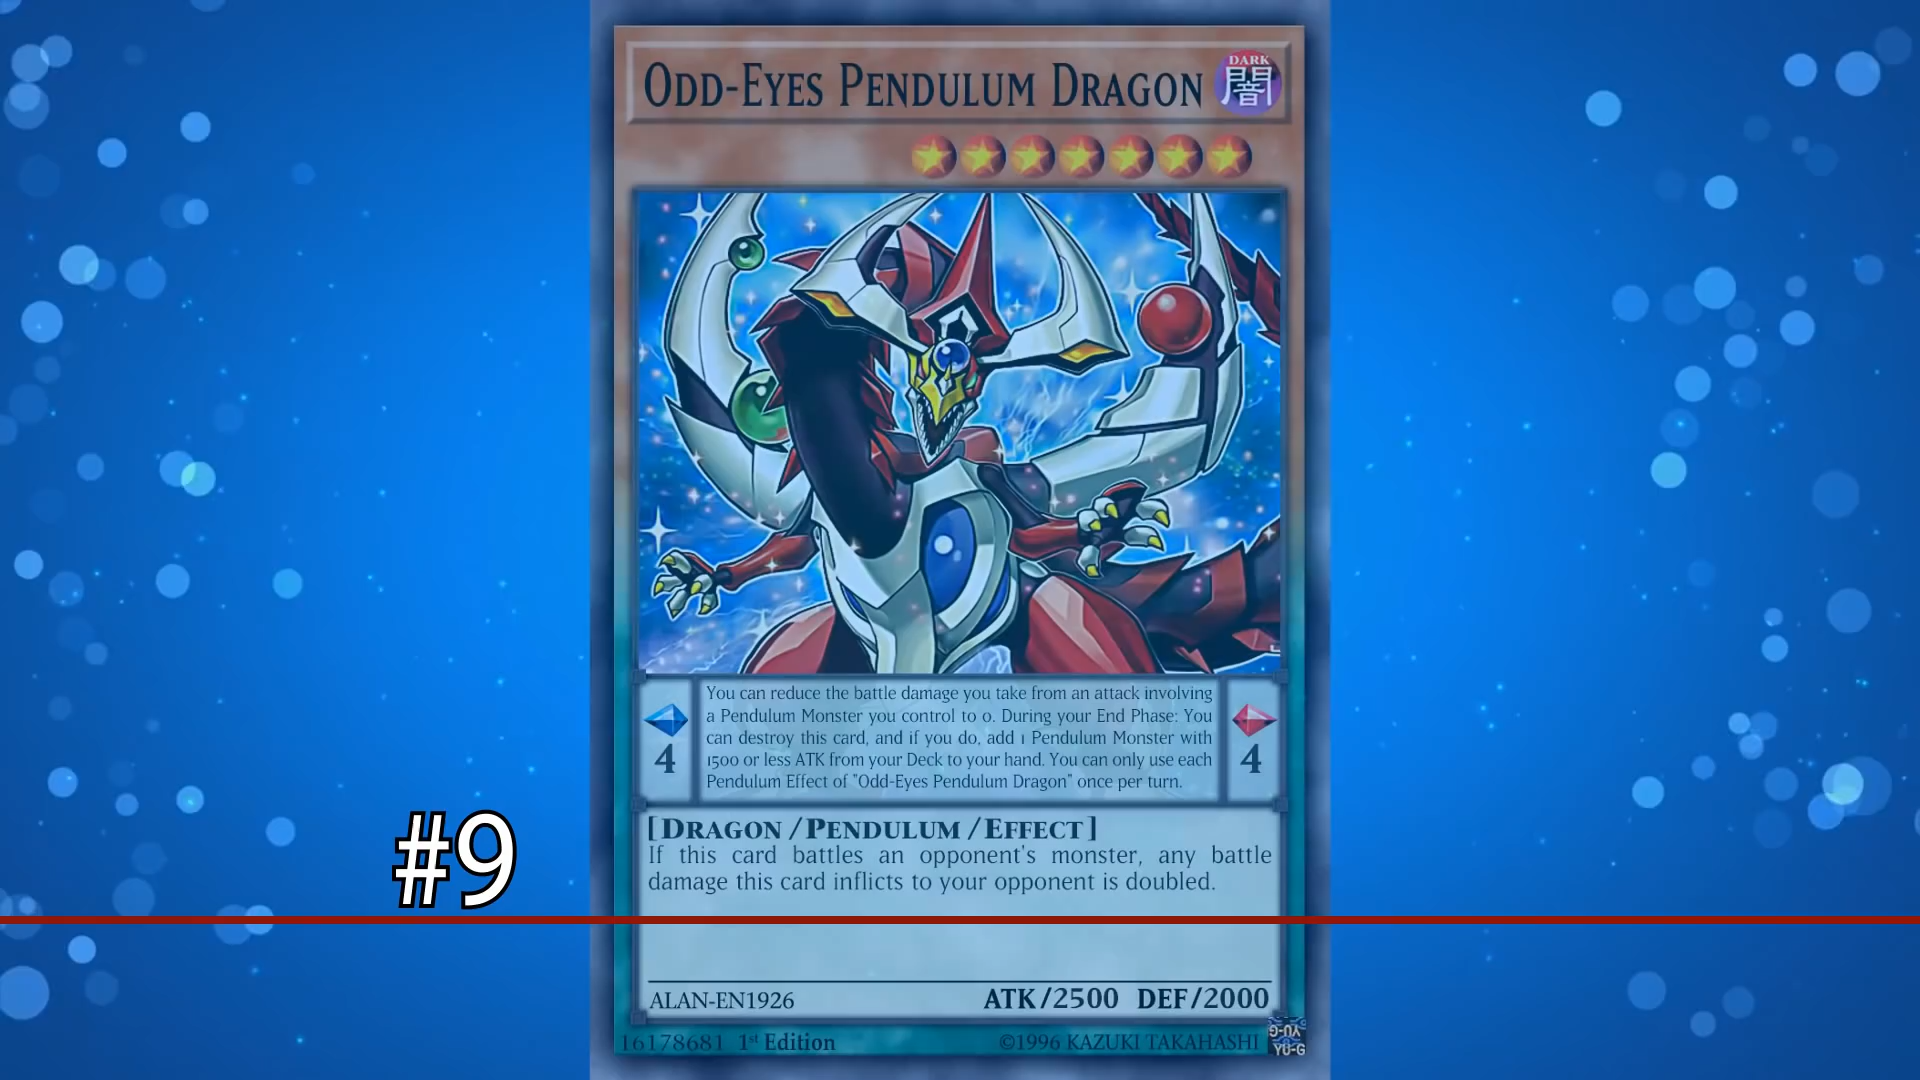 Odd-Eyes Pendulum Dragon
DARK
闇
You can reduce the battle damage you take from an attack involving
a Pendulum Monster you control to 0. During your End Phase: You
can destroy this card, and if you do, add 1 Pendulum Monster with
1500 or less ATK from your Deck to your hand. You can only use each
Pendulum Effect of "Odd-Eyes Pendulum Dragon" once per turn.
4
4
[Dragon/Pendulum/Effect]
If this card battles an opponent's monster, any battle
damage this card inflicts to your opponent is doubled.
#9
ALAN-EN1926
ATK/2500 DEF/2000
16178681 1st Edition
©1996 KAZUKI TAKAHASHI